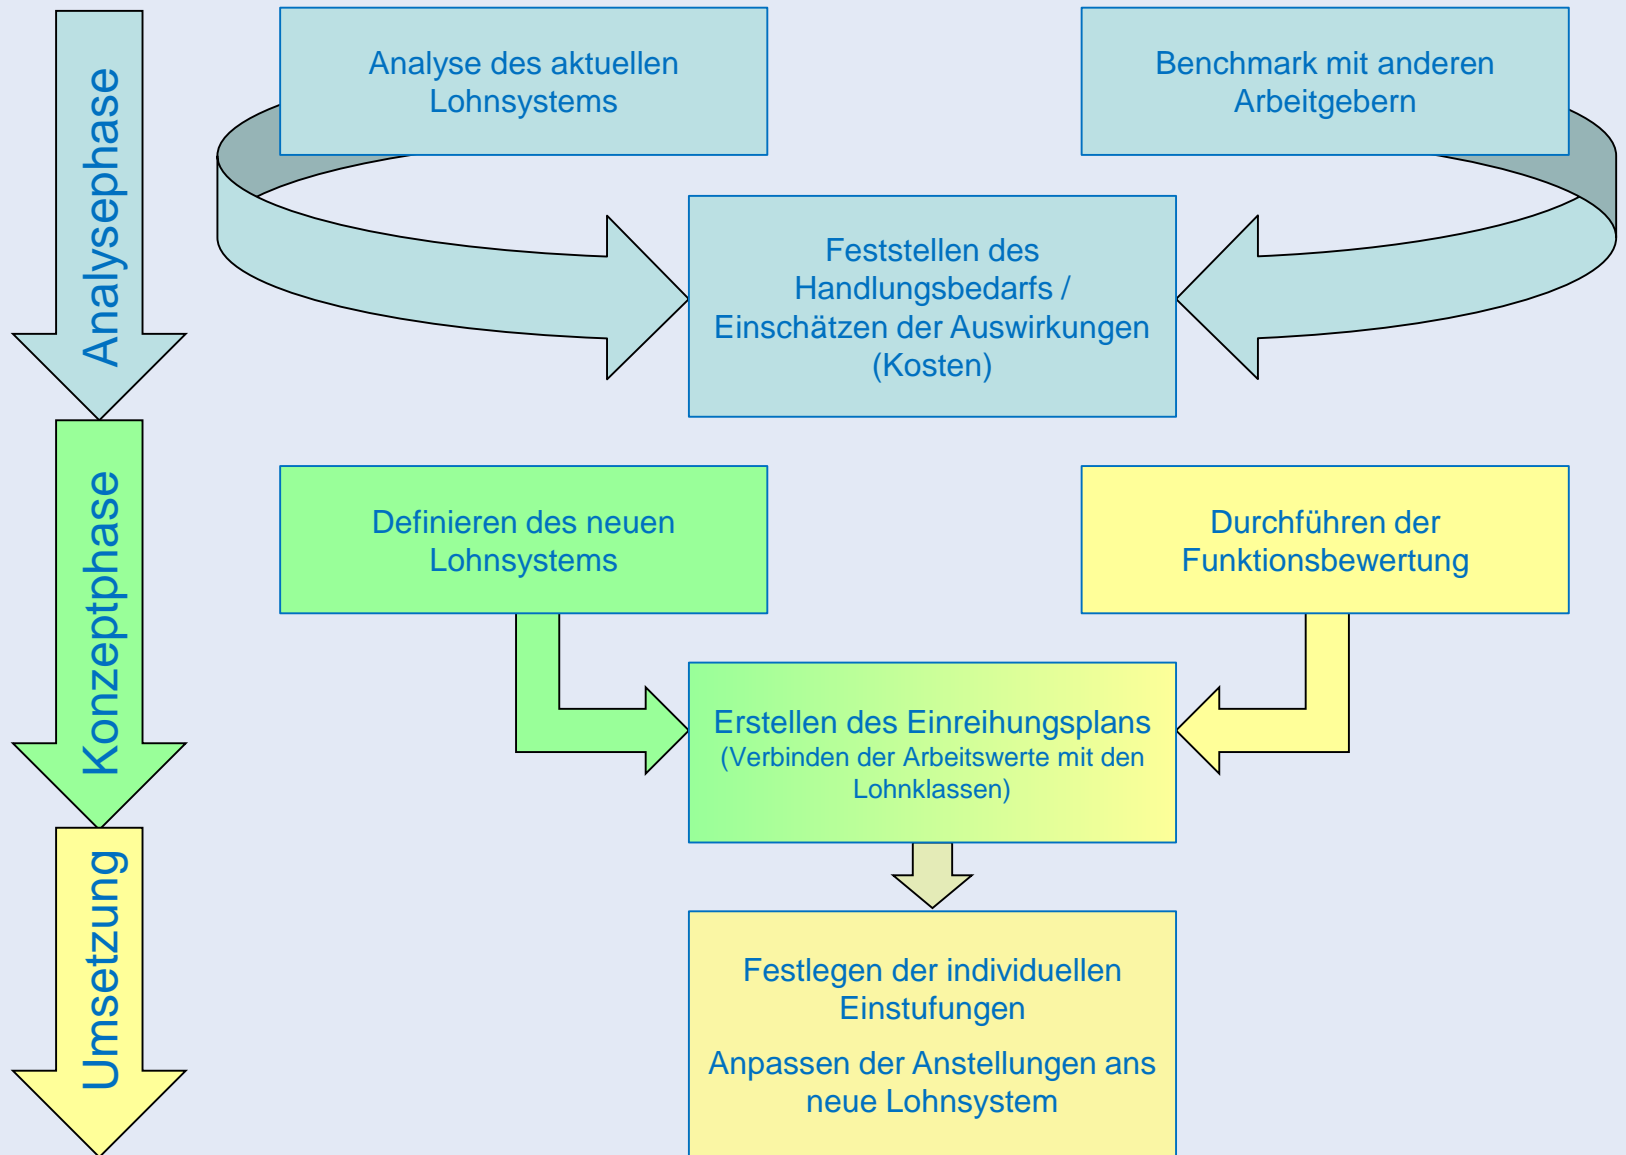 Analysephase
Analyse des aktuellen
Lohnsystems
Benchmark mit anderen
Arbeitgebern
Feststellen des
Handlungsbedarfs /
Einschätzen der Auswirkungen
(Kosten)
Konzeptphase
Definieren des neuen
Lohnsystems
Durchführen der
Funktionsbewertung
Erstellen des Einreihungsplans
(Verbinden der Arbeitswerte mit den
Lohnklassen)
Umsetzung
Festlegen der individuellen
Einstufungen
Anpassen der Anstellungen ans
neue Lohnsystem